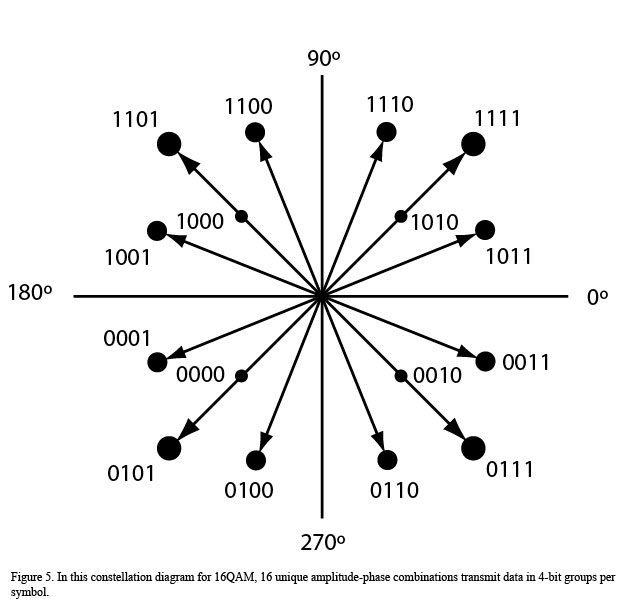 90º
1101 1100 1110 1111
1000 1010
1001 1011
180º 0º
0001 0011
0000 0010
0101 0100 0110 0111
270º
Figure 5. In this constellation diagram for 16QAM, 16 unique amplitude-phase combinations transmit data in 4-bit groups per
symbol.